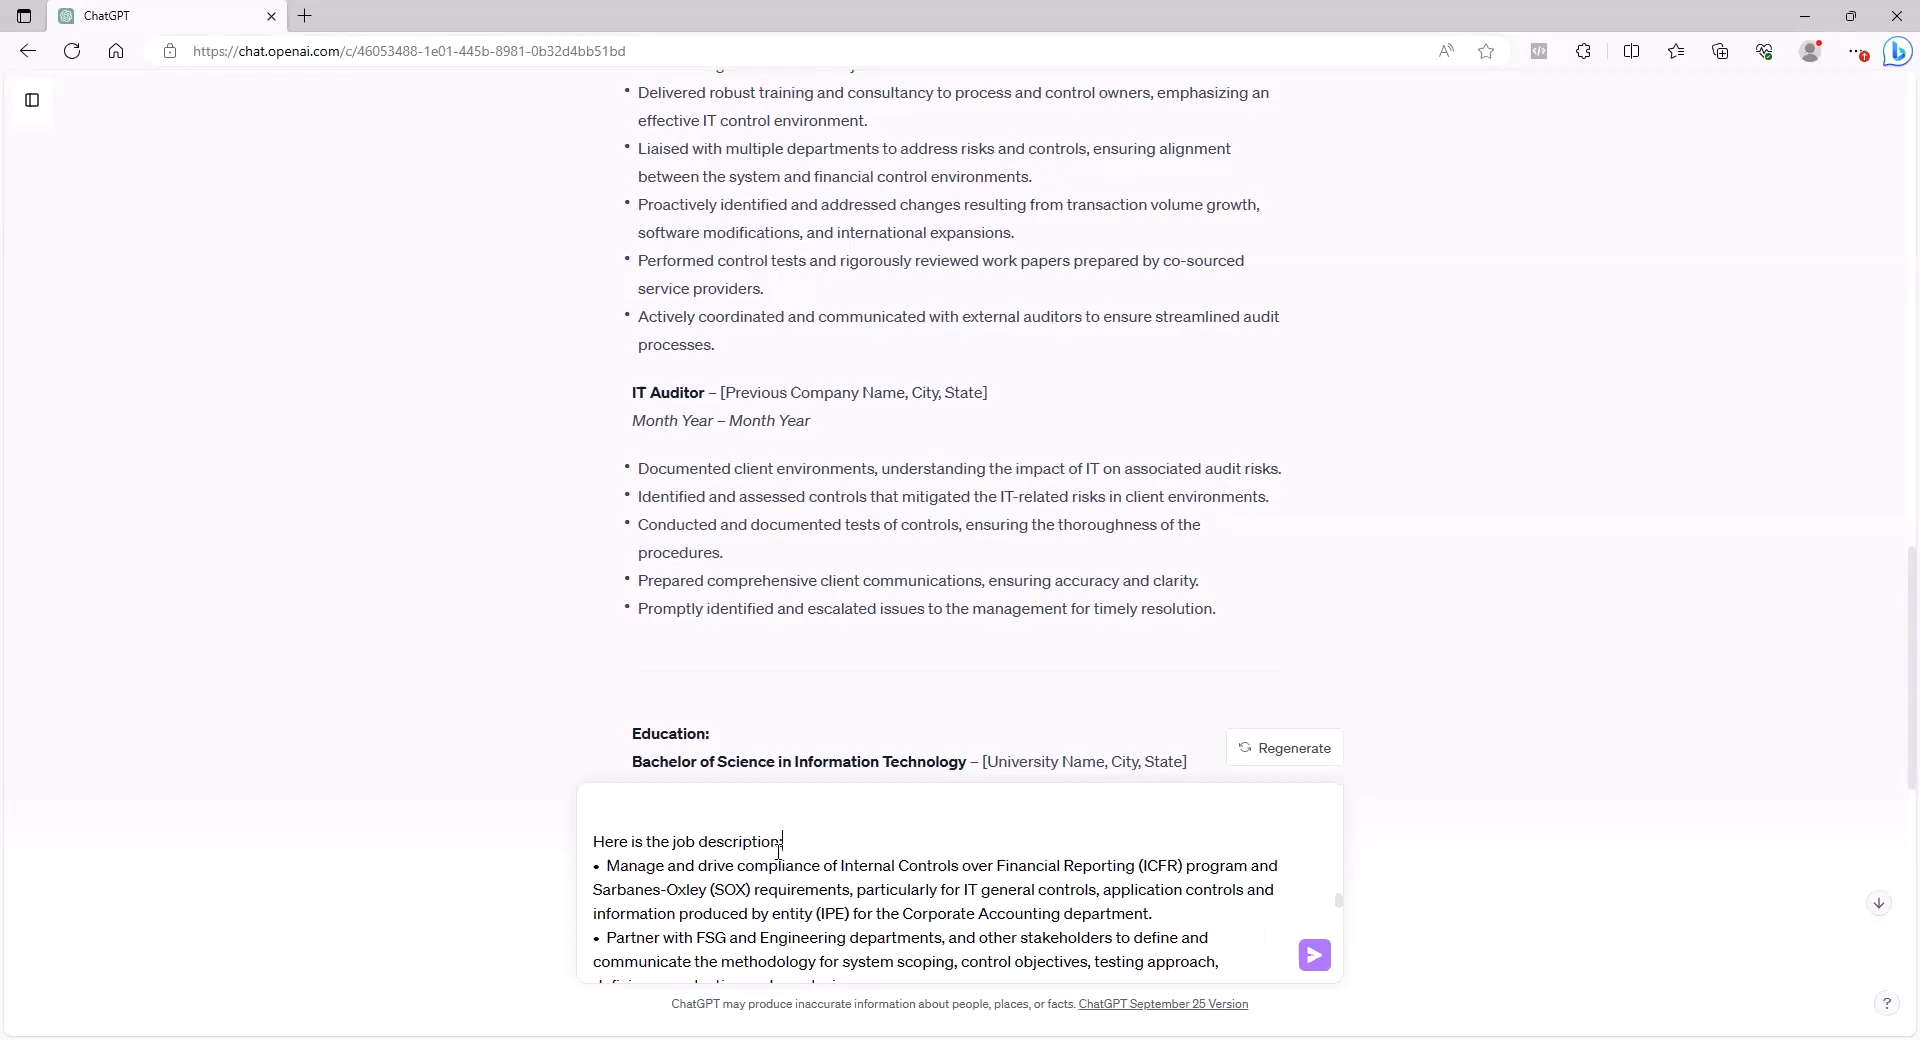 ChatGPT
https://chat.openai.com/c/46053488-1e01-445b-8981-0b32d4bb51bd
• Delivered robust training and consultancy to process and control owners, emphasizing an
effective IT control environment.
• Liaised with multiple departments to address risks and controls, ensuring alignment
between the system and financial control environments.
• Proactively identified and addressed changes resulting from transaction volume growth,
software modifications, and international expansions.
• Performed control tests and rigorously reviewed work papers prepared by co-sourced
service providers.
• Actively coordinated and communicated with external auditors to ensure streamlined audit
processes.
IT Auditor – [Previous Company Name, City, State]
Month Year – Month Year
• Documented client environments, understanding the impact of IT on associated audit risks.
• Identified and assessed controls that mitigated the IT-related risks in client environments.
• Conducted and documented tests of controls, ensuring the thoroughness of the
procedures.
• Prepared comprehensive client communications, ensuring accuracy and clarity.
• Promptly identified and escalated issues to the management for timely resolution.
Education:
Regenerate
Bachelor of Science in Information Technology – [University Name, City, State]
Here is the job description:
• Manage and drive compliance of Internal Controls over Financial Reporting (ICFR) program and
Sarbanes-Oxley (SOX) requirements, particularly for IT general controls, application controls and
information produced by entity (IPE) for the Corporate Accounting department.
• Partner with FSG and Engineering departments, and other stakeholders to define and
communicate the methodology for system scoping, control objectives, testing approach,
ChatGPT may produce inaccurate information about people, places, or facts. ChatGPT September 25 Version
?